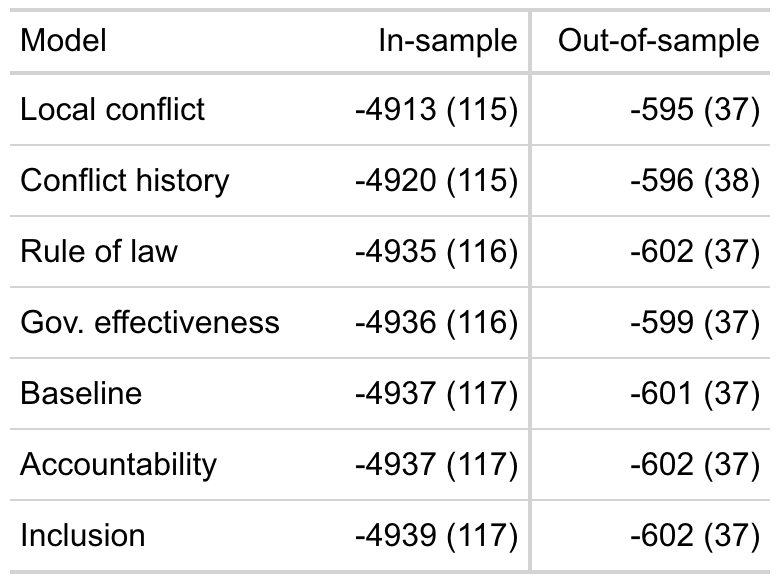 Model In-sample Out-of-sample
Local conflict -4913 (115) -595 (37)
Conflict history -4920 (115) -596 (38)
Rule of law -4935 (116) -602 (37)
Gov. effectiveness -4936 (116) -599 (37)
Baseline -4937 (117) -601 (37)
Accountability -4937 (117) -602 (37)
Inclusion -4939 (117) -602 (37)